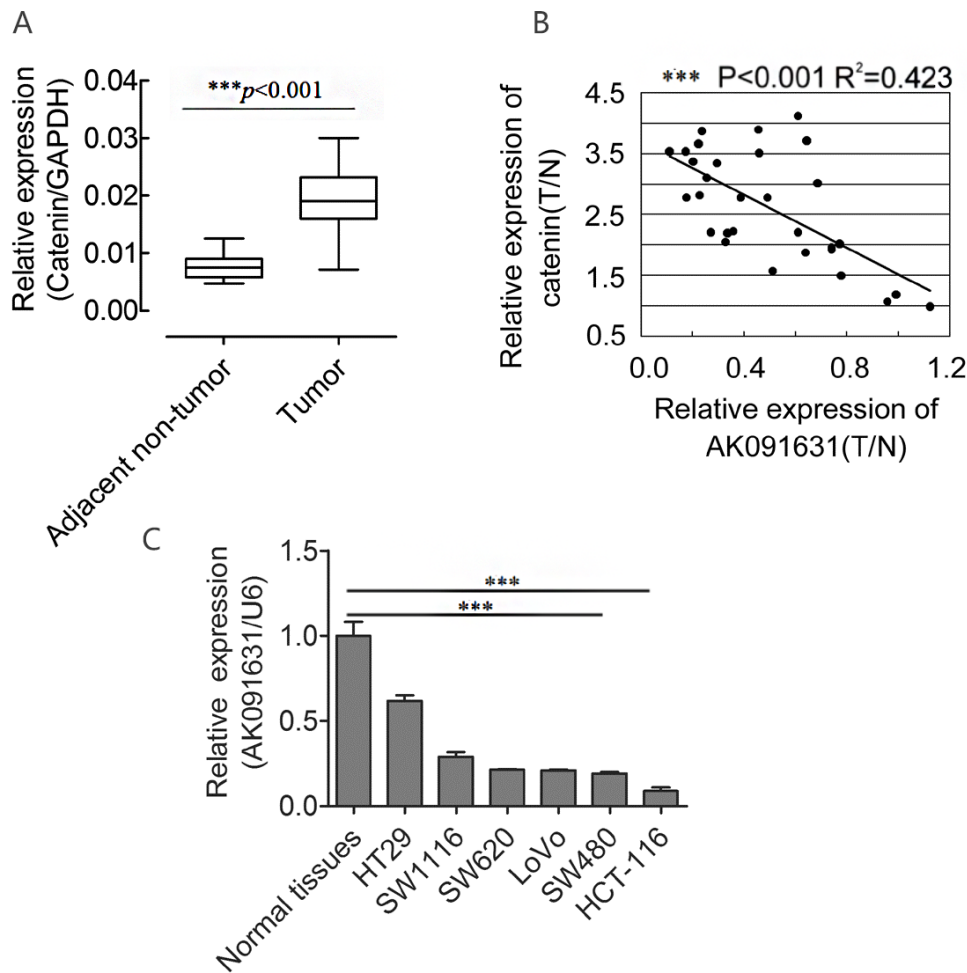 A
Relative expression
(Catenin/GAPDH)
0.04
0.03
0.02
0.01
0.00
***p<0.001
Adjacent non-tumor
Tumor
B
*** P<0.001 R²=0.423
Relative expression of
catenin(T/N)
4.5
3.5
2.5
1.5
0.5
0.0 0.4 0.8 1.2
Relative expression of
AK091631(T/N)
C
Relative expression
(AK091631/U6)
1.5
1.0
0.5
0.0
***
***
Normal tissues
HT29
SW1116
SW620
LoVo
SW480
HCT-116